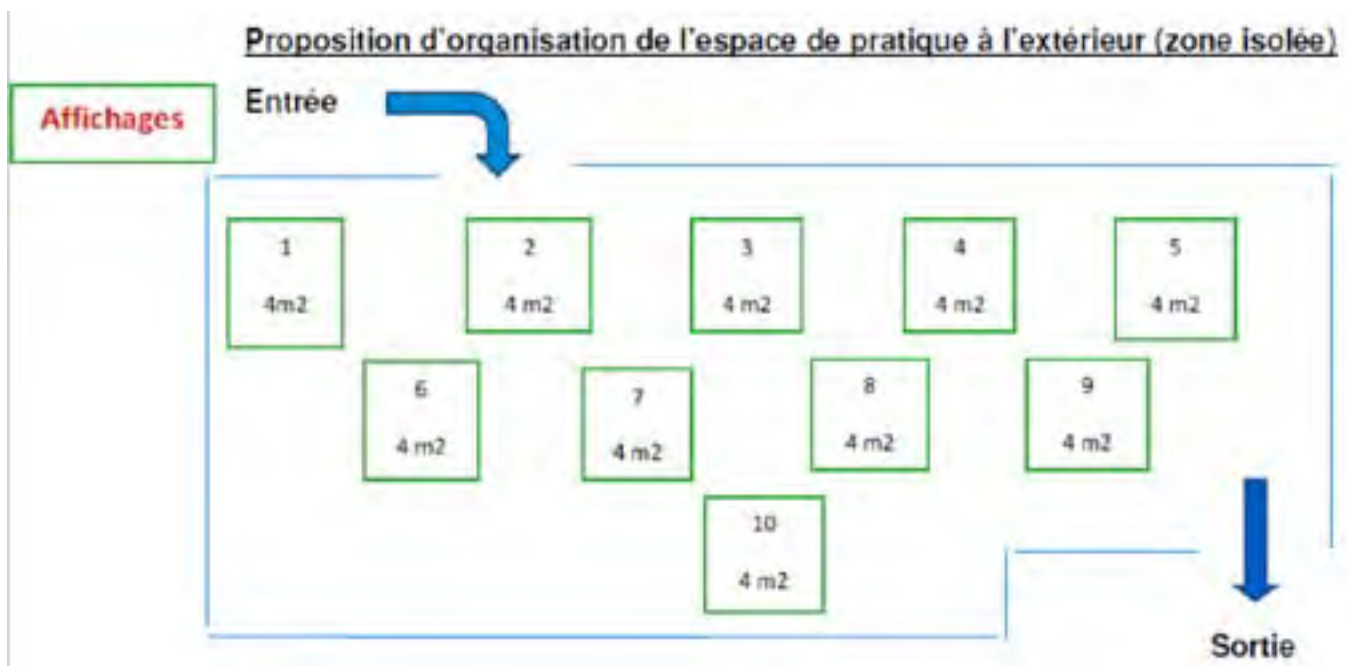 Proposition d'organisation de l'espace de pratique à l'extérieur (zone isolée)
Affichages
Entrée
1
4m2
2
4 m2
3
4 m2
4
4 m2
5
4 m2
6
4 m2
7
4 m2
8
4 m2
9
4 m2
10
4 m2
Sortie